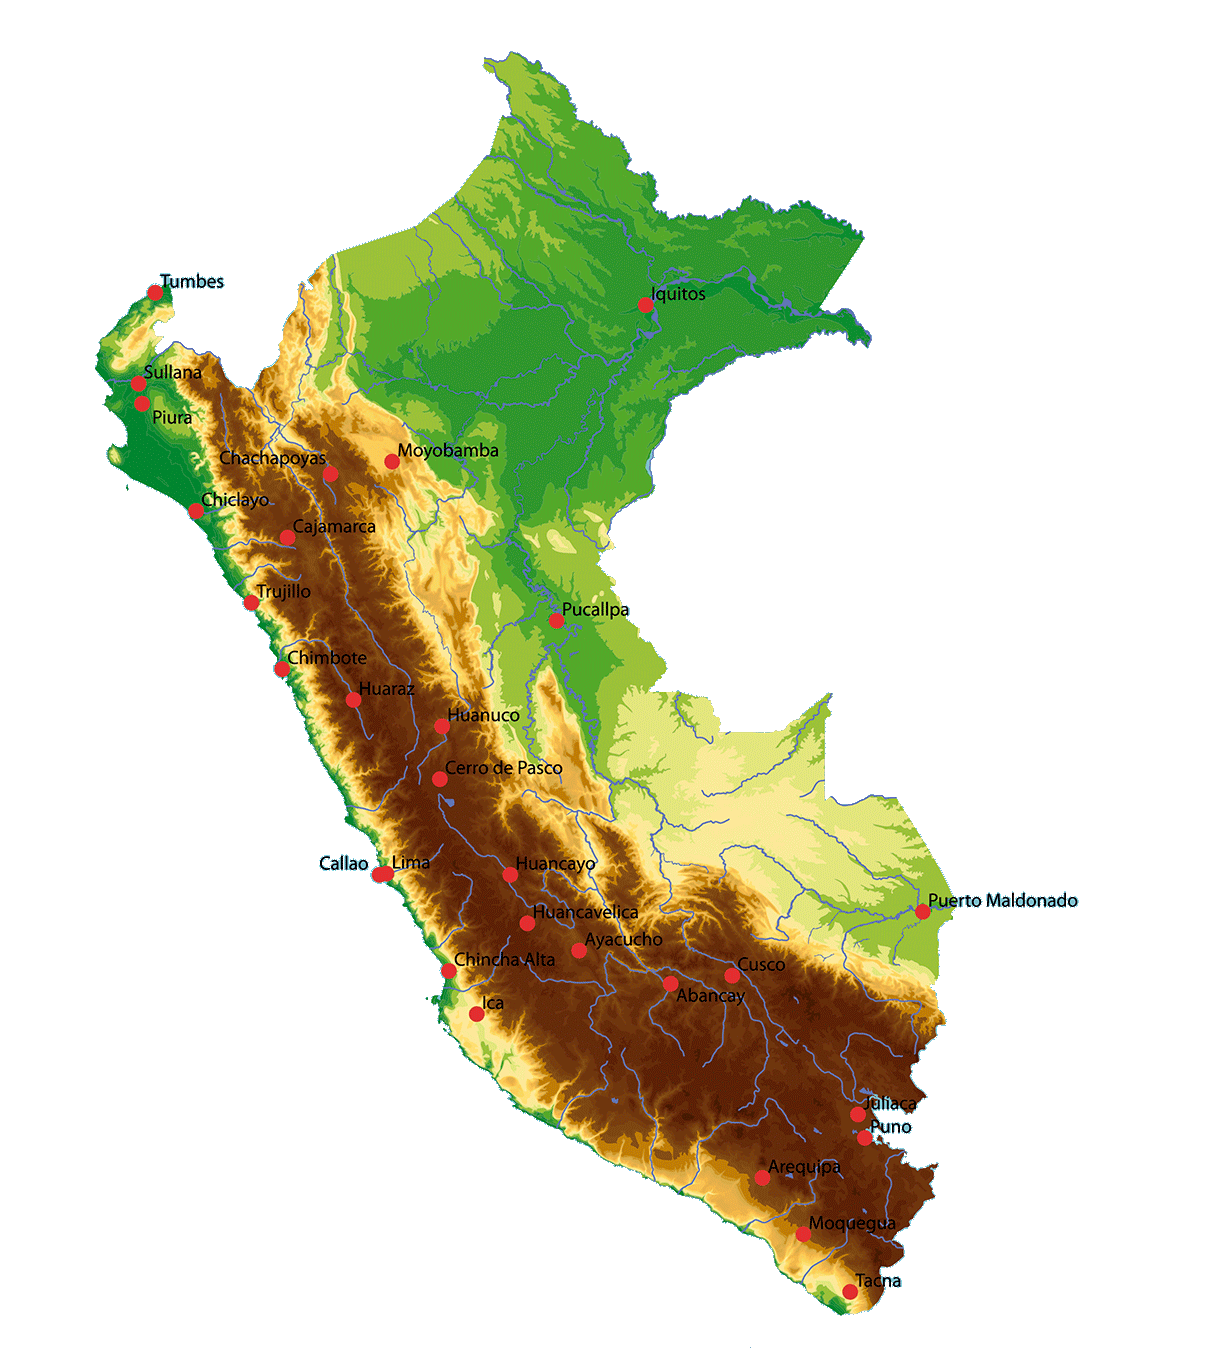 Tumbes
Iquitos
Sullana
Piura
Moyobamba
Chachapoyas
Chiclayo
Cajamarca
Trujillo
Pucallpa
Chimbote
Huaraz
Huanuco
Cerro de Pasco
Callao
Lima
Huancayo
Puerto Maldonado
Huancavelica
Ayacucho
Chincha Alta
Cusco
Abancay
Ica
Juliaca
Puno
Arequipa
Moquegua
Tacna